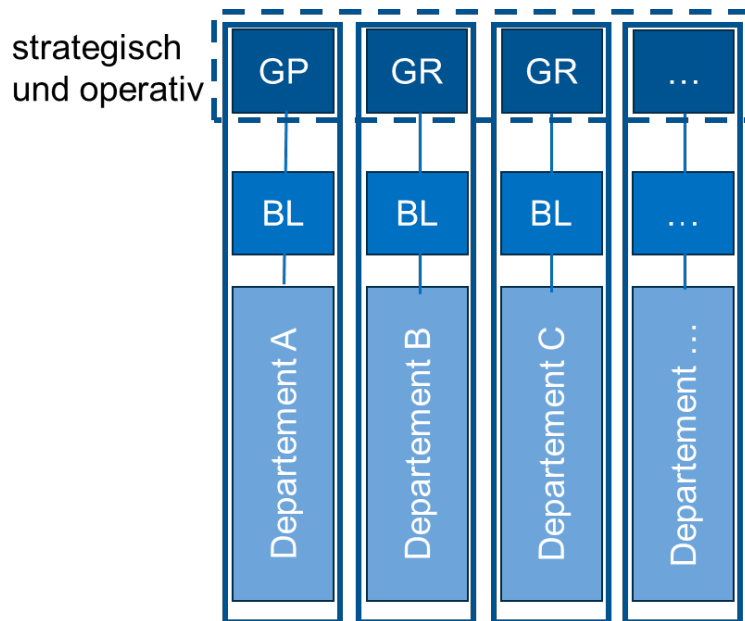 strategisch
und operativ
GP
GR
GR
…
BL
BL
BL
…
Departement A
Departement B
Departement C
Departement …